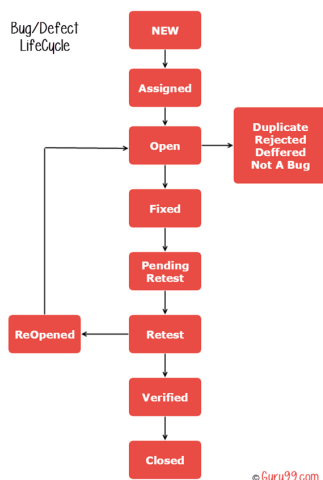 Bug/Defect
LifeCycle
NEW
Assigned
Open
Duplicate
Rejected
Deffered
Not A Bug
Fixed
Pending
Retest
ReOpened
Retest
Verified
Closed
© Guru99.com